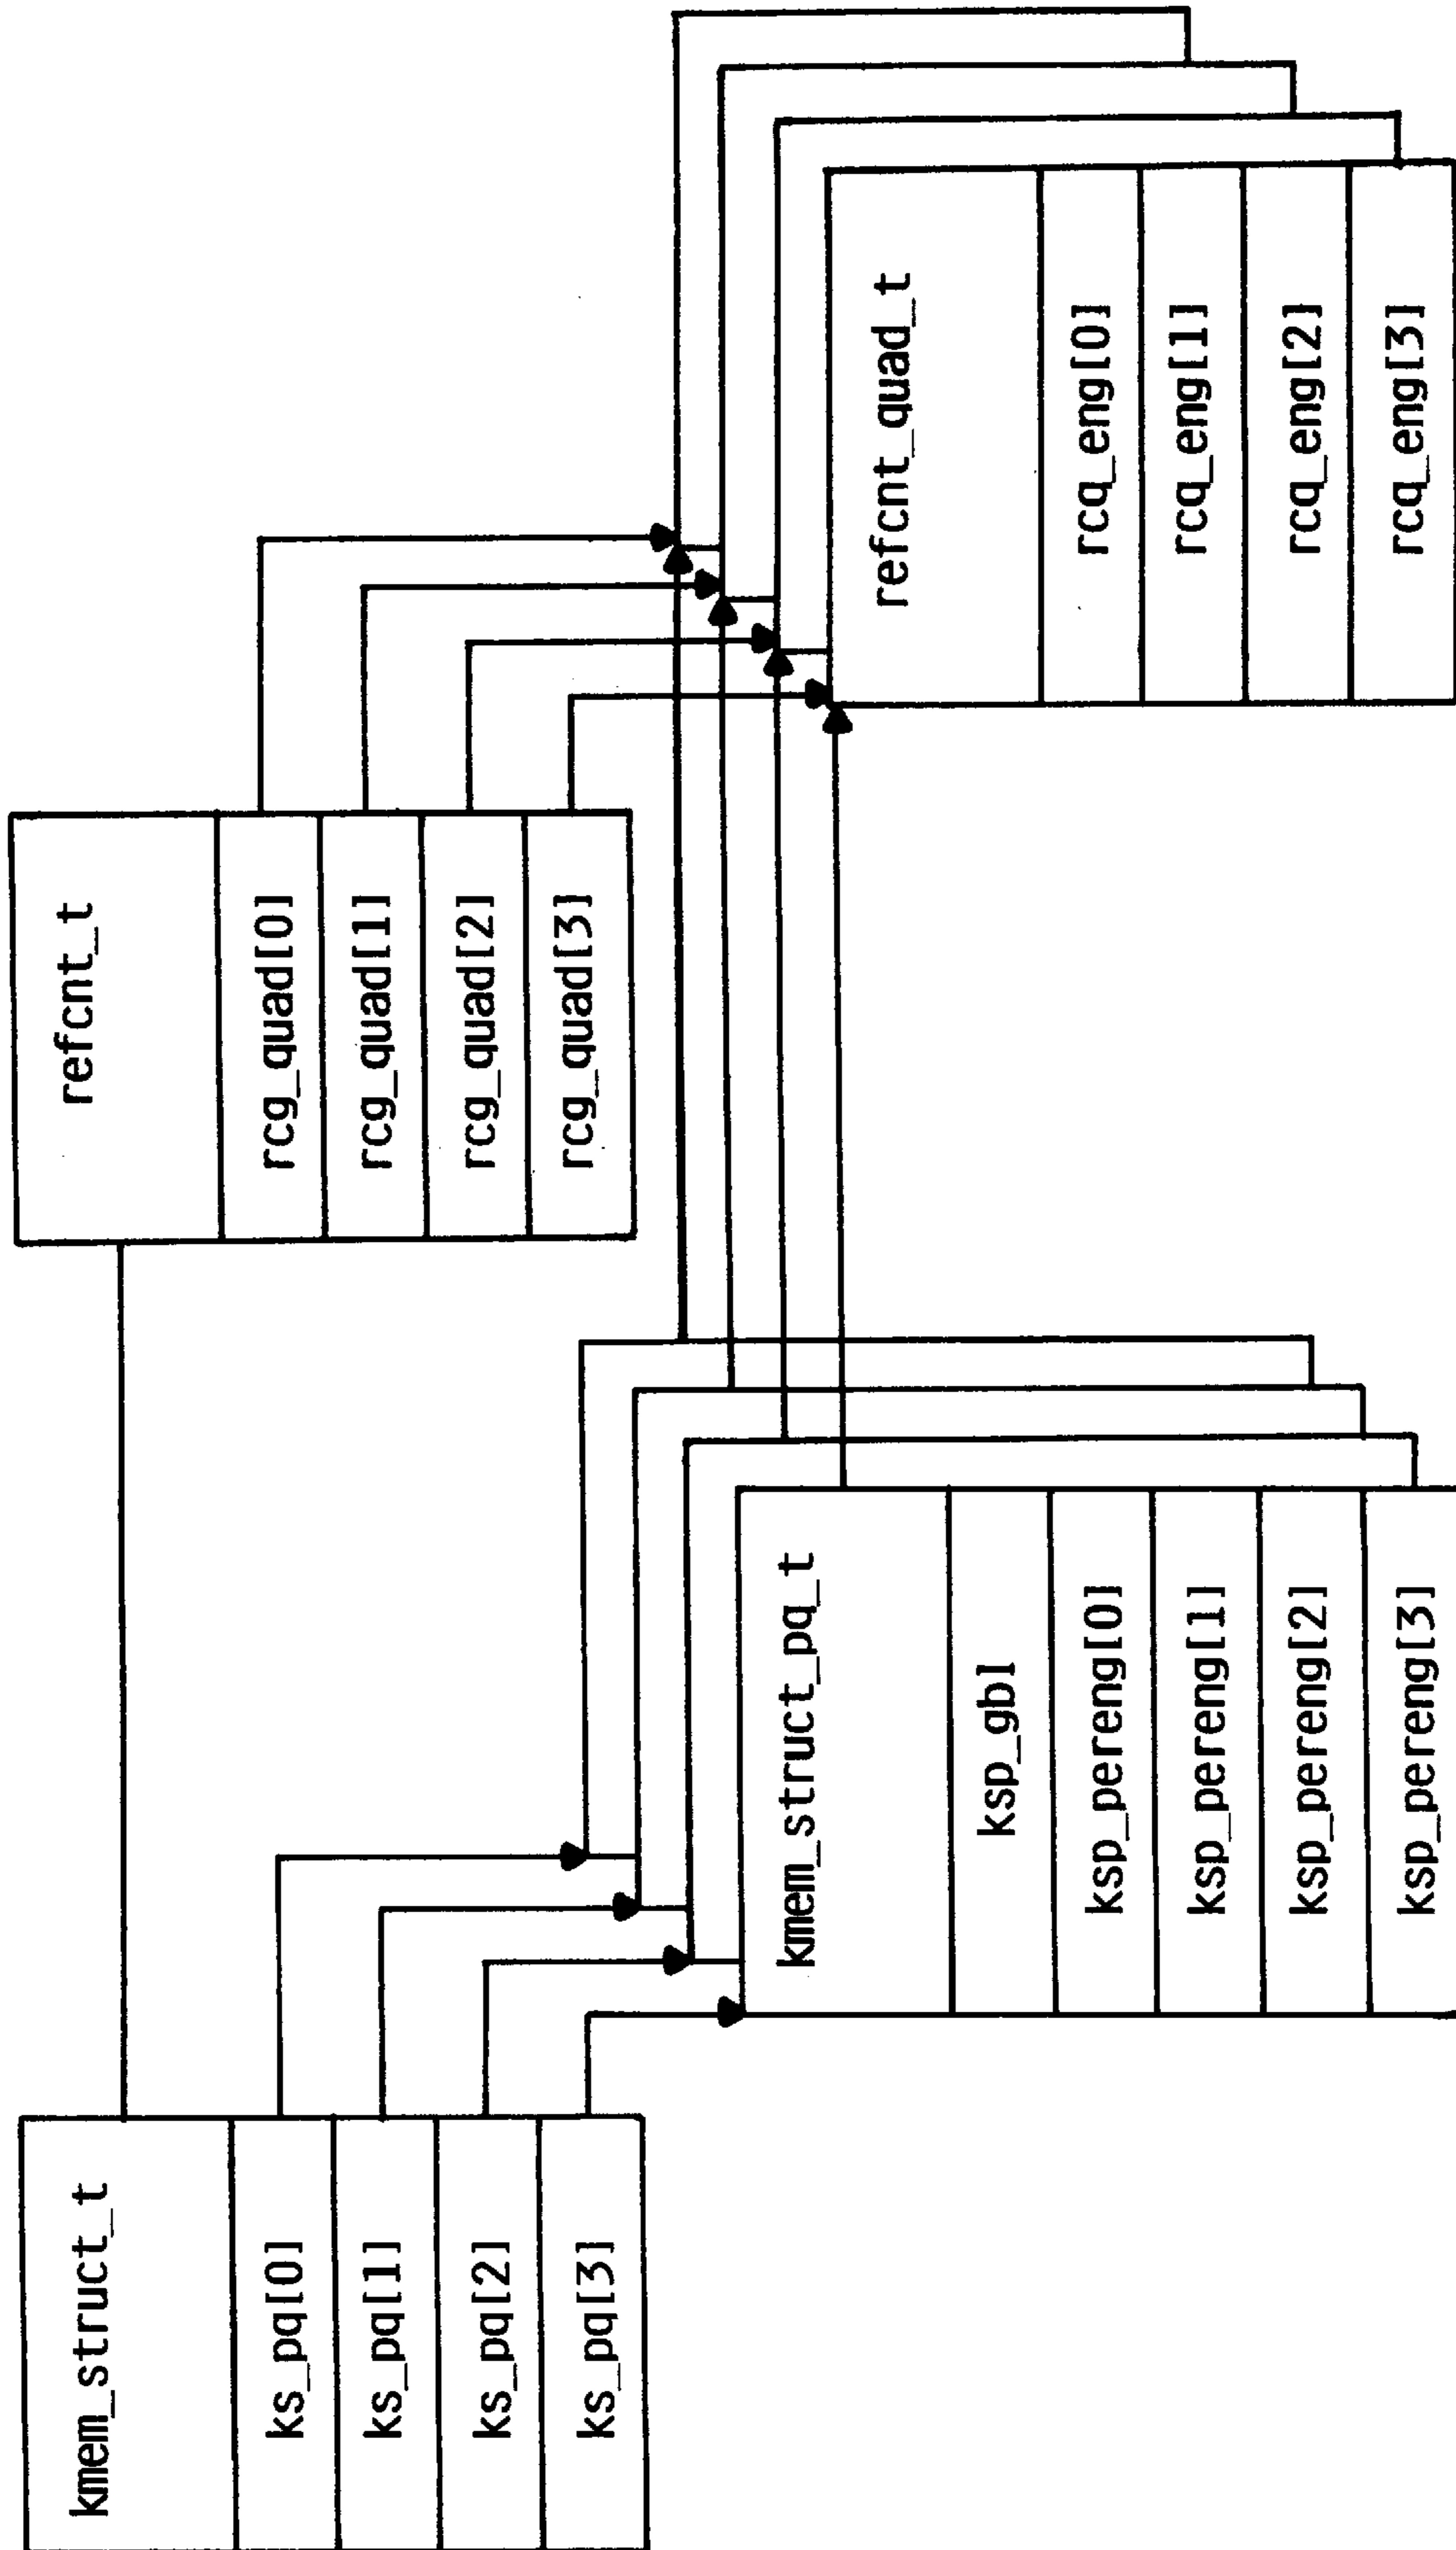 kmem_struct_t
ks_pq[0]
ks_pq[1]
ks_pq[2]
ks_pq[3]
refcnt_t
rcg_quad[0]
rcg_quad[1]
rcg_quad[2]
rcg_quad[3]
kmem_struct_pq_t
ksp_gbl
ksp_pereng[0]
ksp_pereng[1]
ksp_pereng[2]
ksp_pereng[3]
refcnt_quad_t
rcq_eng[0]
rcq_eng[1]
rcq_eng[2]
rcq_eng[3]